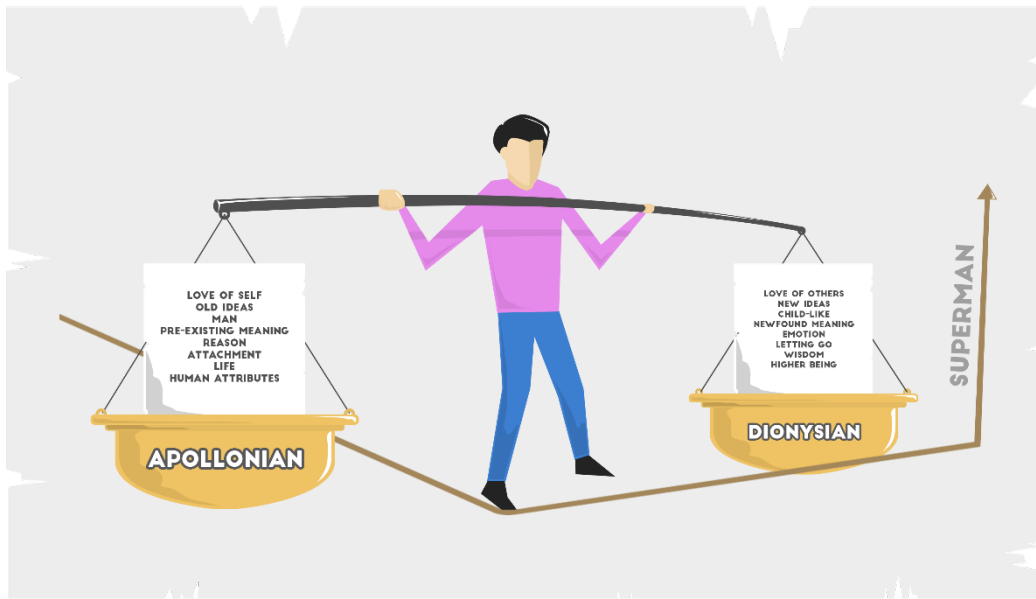 LOVE OF SELF
OLD IDEAS
MAN
PRE-EXISTING MEANING
REASON
ATTACHMENT
LIFE
HUMAN ATTRIBUTES
APOLLONIAN
LOVE OF OTHERS
NEW IDEAS
CHILD-LIKE
NEWFOUND MEANING
EMOTION
LETTING GO
WISDOM
HIGHER BEING
DIONYSIAN
SUPERMAN